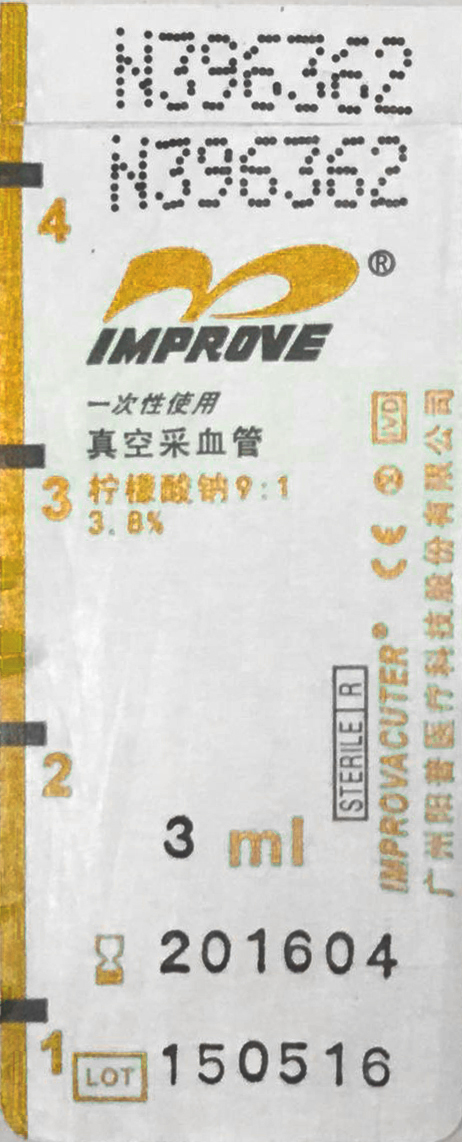 N396362
N396362
4
®
IMPROVE
一次性使用
真空采血管
3
柠檬酸钠9:1
3.8%
2
3 ml
201604
1
LOT 150516
STERILE R
IMPROVACUTER® CE ② IVD
广州阳普医疗科技股份有限公司